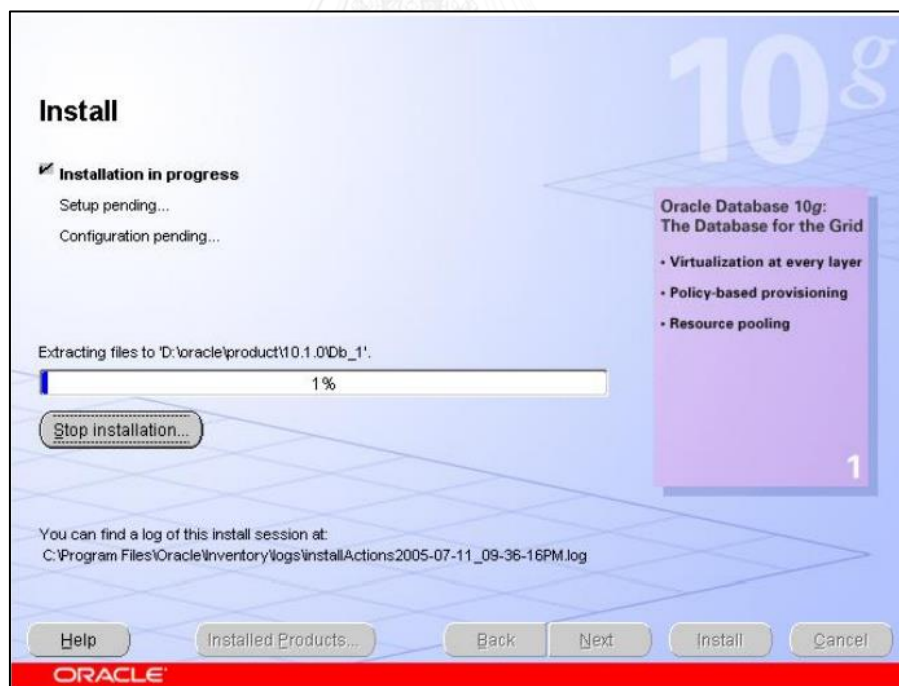 10g
Install
Installation in progress
Setup pending...
Configuration pending...
Oracle Database 10g:
The Database for the Grid
• Virtualization at every layer
• Policy-based provisioning
• Resource pooling
1
Extracting files to 'D:\oracle\product\10.1.0\Db_1'.
1%
Stop installation...
You can find a log of this install session at:
C:\Program Files\Oracle\Inventory\logs\installActions2005-07-11_09-36-16PM.log
Help
Installed Products...
Back
Next
Install
Cancel
ORACLE